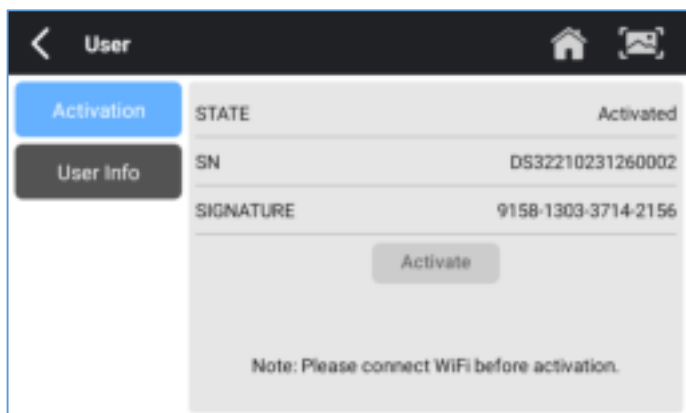 User
Activation
User Info
STATE Activated
SN DS32210231260002
SIGNATURE 9158-1303-3714-2156
Activate
Note: Please connect WiFi before activation.